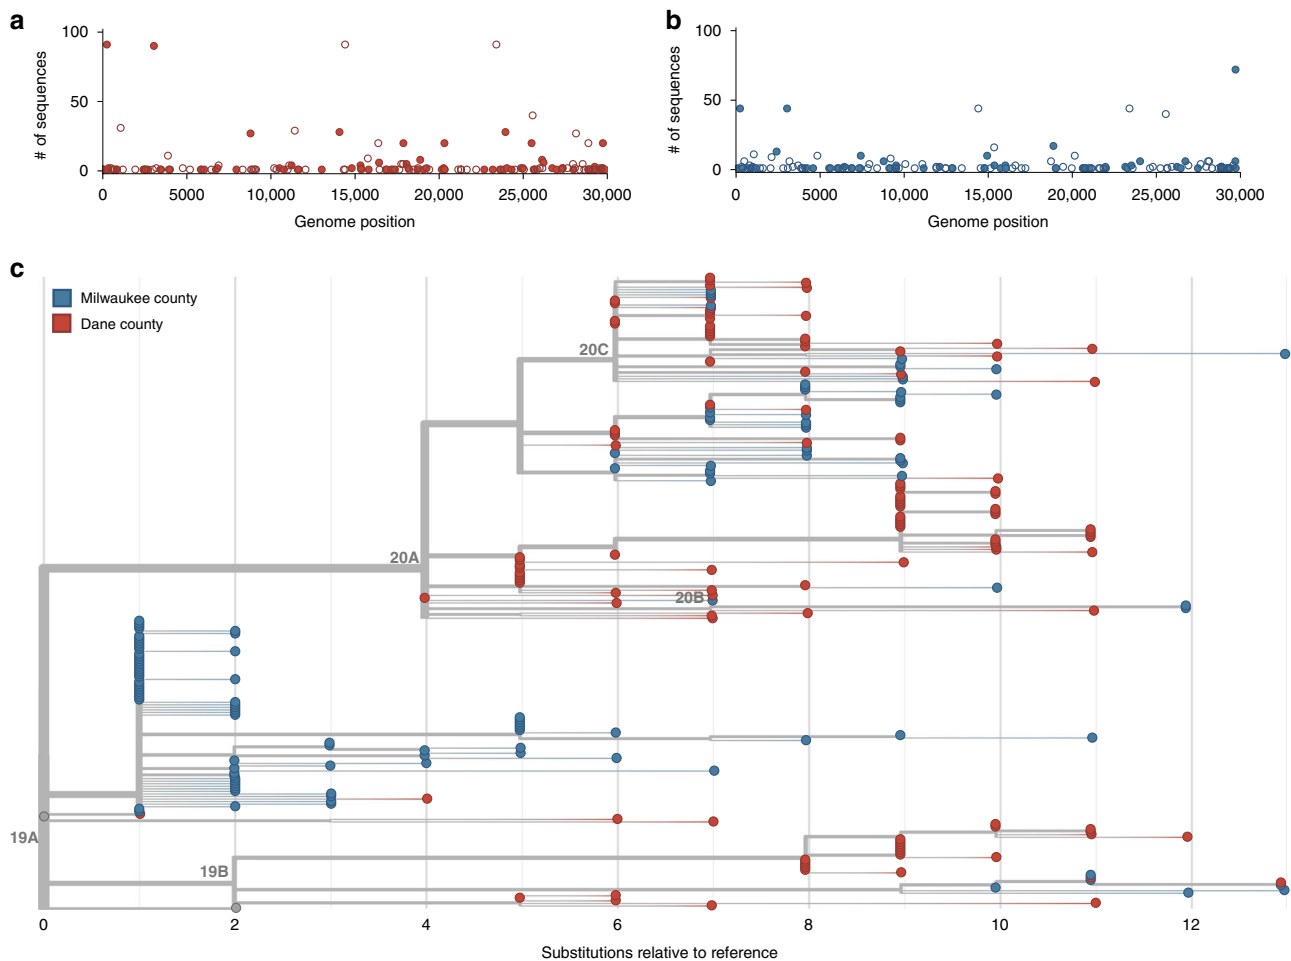 a
# of sequences
100
50
0
0 5000 10,000 15,000 20,000 25,000 30,000
Genome position
b
# of sequences
100
50
0
0 5000 10,000 15,000 20,000 25,000 30,000
Genome position
c
Milwaukee county
Dane county
20C
20A
20B
19A
19B
0 2 4 6 8 10 12
Substitutions relative to reference